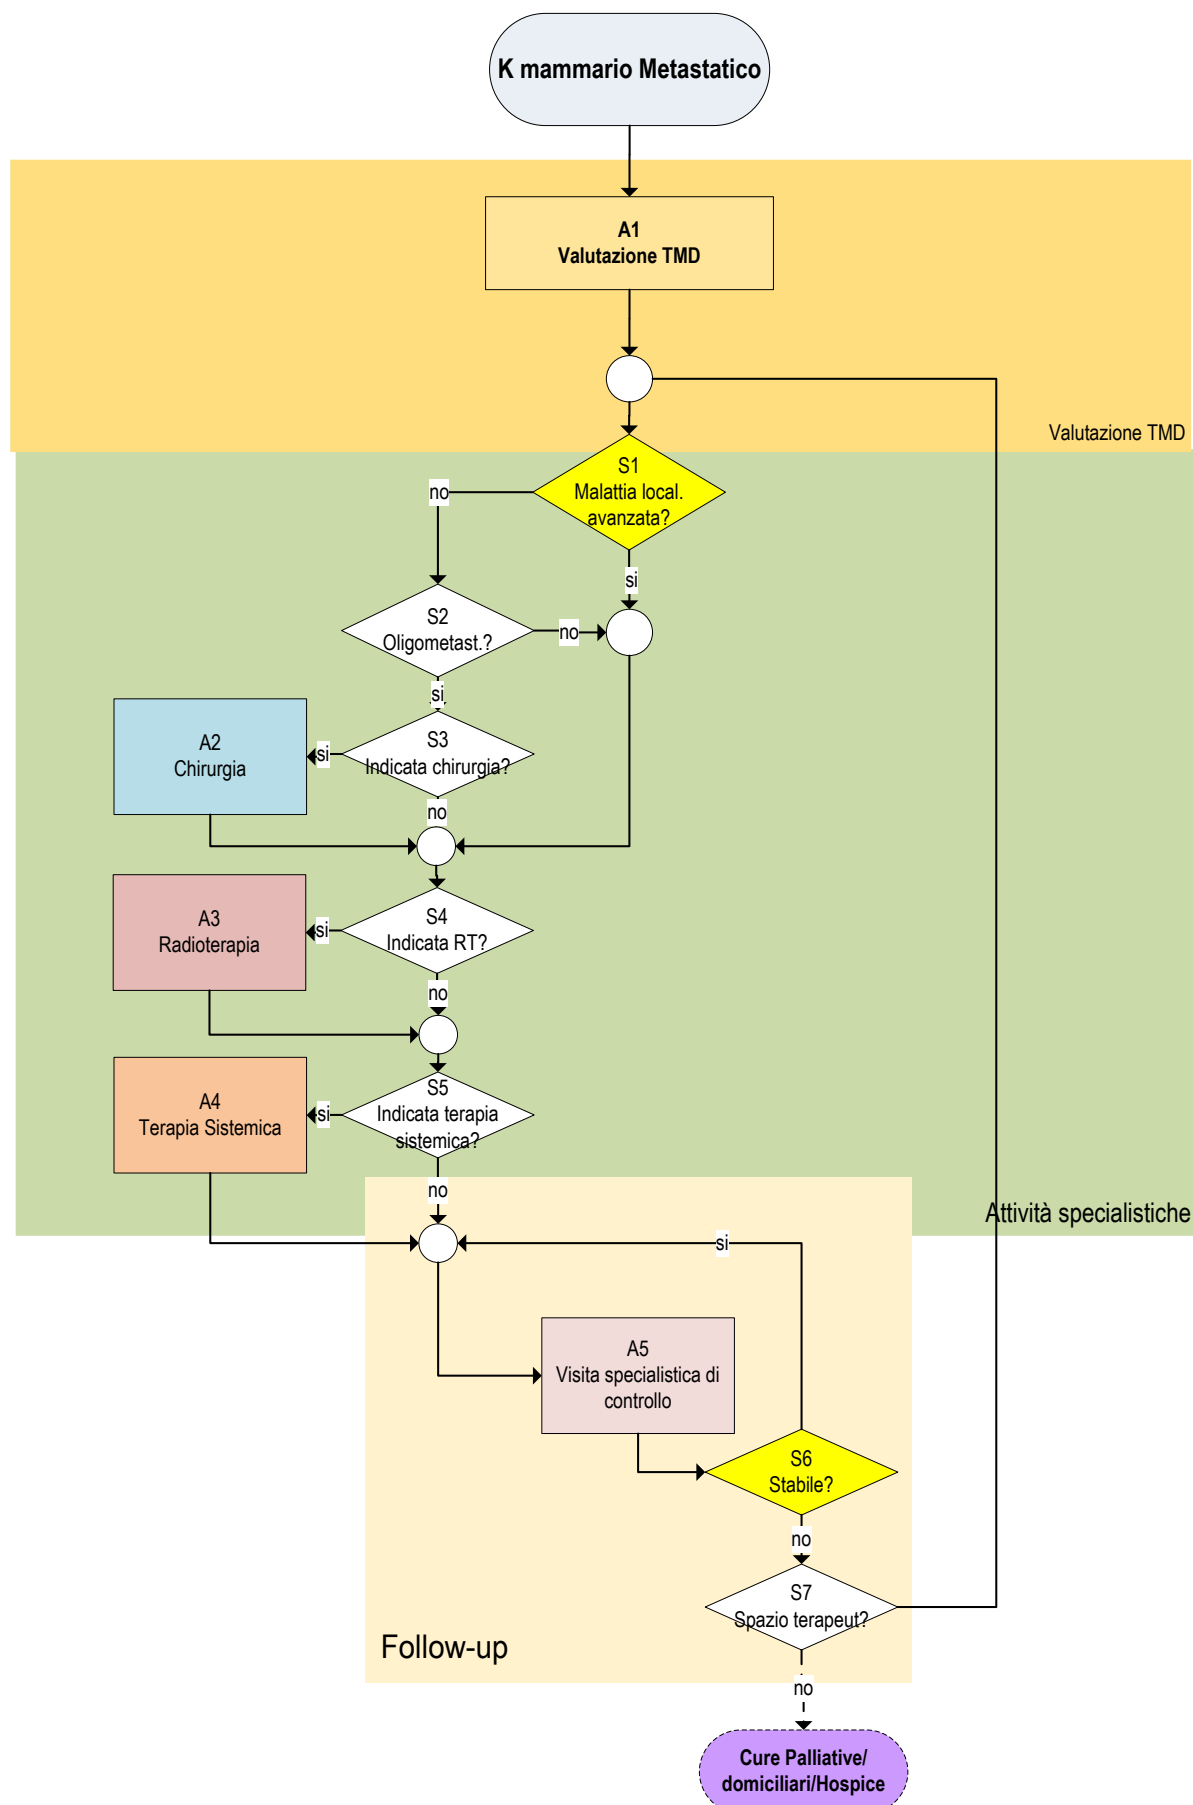 K mammario Metastatico
A1
Valutazione TMD
Valutazione TMD
S1
Malattia local.
avanzata?
no
si
S2
Oligometast.?
no
si
A2
Chirurgia
si
S3
Indicata chirurgia?
no
A3
Radioterapia
si
S4
Indicata RT?
no
A4
Terapia Sistemica
si
S5
Indicata terapia
sistemica?
no
Attività specialistiche
si
A5
Visita specialistica di
controllo
S6
Stabile?
no
S7
Spazio terapeut?
Follow-up
no
Cure Palliative/
domiciliari/Hospice